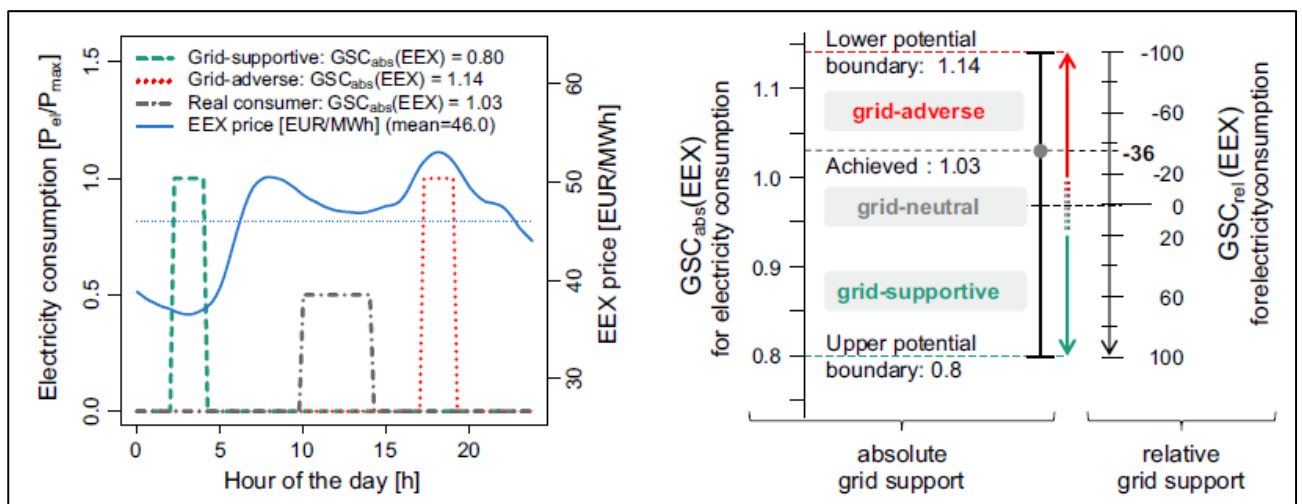 Grid-supportive: GSCabs(EEX) = 0.80
Grid-adverse: GSCabs(EEX) = 1.14
Real consumer: GSCabs(EEX) = 1.03
EEX price [EUR/MWh] (mean=46.0)
Electricity consumption [Pel/Pmax]
1.5
1.0
0.5
0.0
0
5
10
15
20
Hour of the day [h]
60
50
40
30
EEX price [EUR/MWh]
GSCabs(EEX)
for electricity consumption
1.1
1.0
0.9
0.8
Lower potential
boundary: 1.14
grid-adverse
Achieved : 1.03
grid-neutral
grid-supportive
Upper potential
boundary: 0.8
-100
-60
-36
-20
0
20
60
100
GSCrel(EEX)
forelectricityconsumption
absolute
grid support
relative
grid support